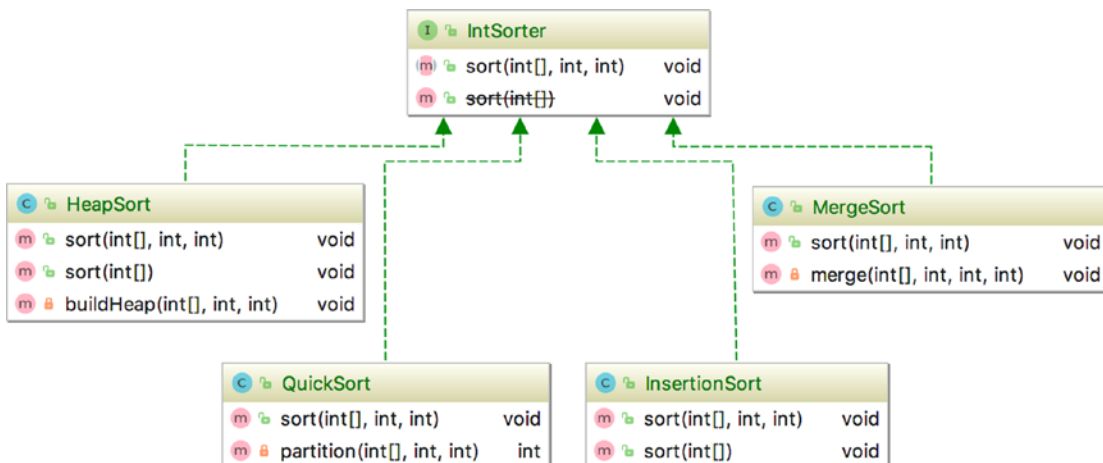 I IntSorter
m sort(int[], int, int) void
m sort(int[]) void
C HeapSort
m sort(int[], int, int) void
m sort(int[]) void
m buildHeap(int[], int, int) void
C MergeSort
m sort(int[], int, int) void
m merge(int[], int, int, int) void
C QuickSort
m sort(int[], int, int) void
m partition(int[], int, int) int
C InsertionSort
m sort(int[], int, int) void
m sort(int[]) void